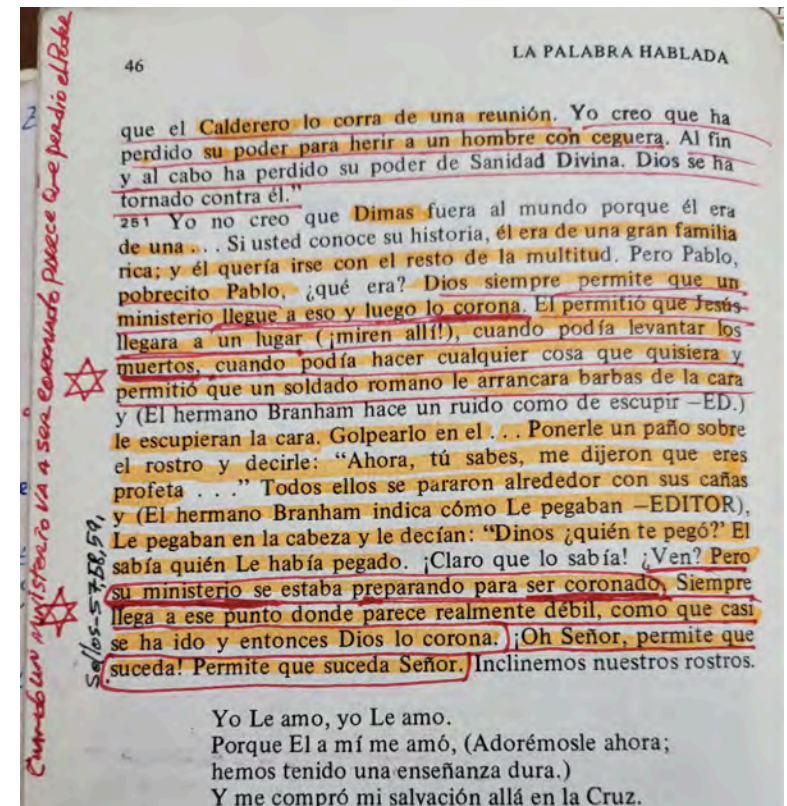 46
LA PALABRA HABLADA
que el Calderero lo corra de una reunión. Yo creo que ha
perdido su poder para herir a un hombre con ceguera. Al fin
y al cabo ha perdido su poder de Sanidad Divina. Dios se ha
tornado contra él."
251 Yo no creo que Dimas fuera al mundo porque él era
de una . . . Si usted conoce su historia, él era de una gran familia
rica; y él quería irse con el resto de la multitud. Pero Pablo,
pobrecito Pablo, ¿qué era? Dios siempre permite que un
ministerio llegue a eso y luego lo corona. El permitió que Jesús
llegara a un lugar (¡miren allí!), cuando podía levantar los
muertos, cuando podía hacer cualquier cosa que quisiera y
permitió que un soldado romano le arrancara barbas de la cara
y (El hermano Branham hace un ruido como de escupir —ED.)
le escupieran la cara. Golpearlo en el . . . Ponerle un paño sobre
el rostro y decirle: “Ahora, tú sabes, me dijeron que eres
profeta . . .” Todos ellos se pararon alrededor con sus cañas
y (El hermano Branham indica cómo Le pegaban —EDITOR),
Le pegaban en la cabeza y le decían: “Dinos ¿quién te pegó?’ El
sabía quién Le había pegado. ¡Claro que lo sabía! ¿Ven? Pero
su ministerio se estaba preparando para ser coronado. Siempre
llega a ese punto donde parece realmente débil, como que casi
se ha ido y entonces Dios lo corona. ¡Oh Señor, permite que
suceda! Permite que suceda Señor. Inclinemos nuestros rostros.
Yo Le amo, yo Le amo.
Porque El a mí me amó, (Adorémosle ahora;
hemos tenido una enseñanza dura.)
Y me compró mi salvación allá en la Cruz.
Cuando un ministerio va a ser coronado parece que perdio el Poder
Sellos-57,58,59,